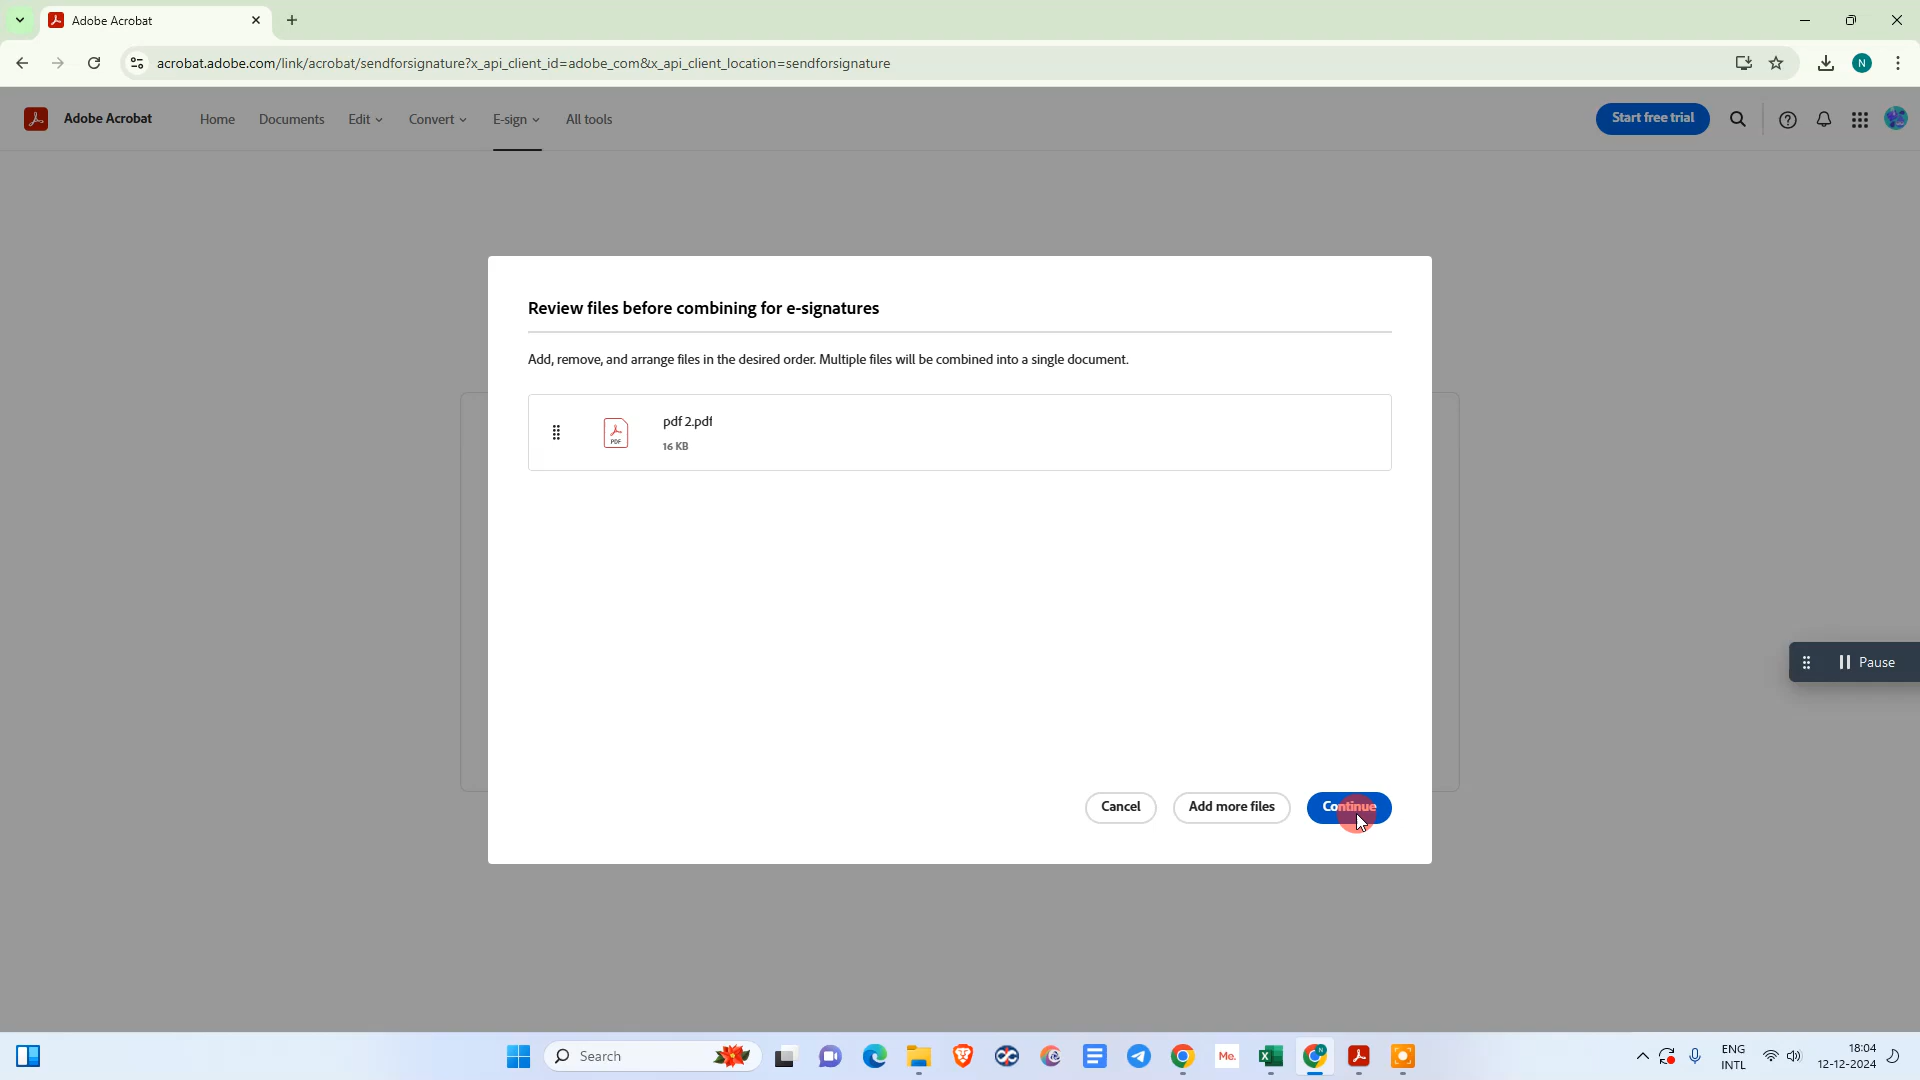 Adobe Acrobat
acrobat.adobe.com/link/acrobat/sendforsignature?x_api_client_id=adobe_com&x_api_client_location=sendforsignature
N
Adobe Acrobat
Home
Documents
Edit
Convert
E-sign
All tools
Start free trial
Review files before combining for e-signatures
Add, remove, and arrange files in the desired order. Multiple files will be combined into a single document.
PDF
pdf 2.pdf
16 KB
Pause
Cancel
Add more files
Continue
Search
Me.
N
ENG
INTL
18:04
12-12-2024